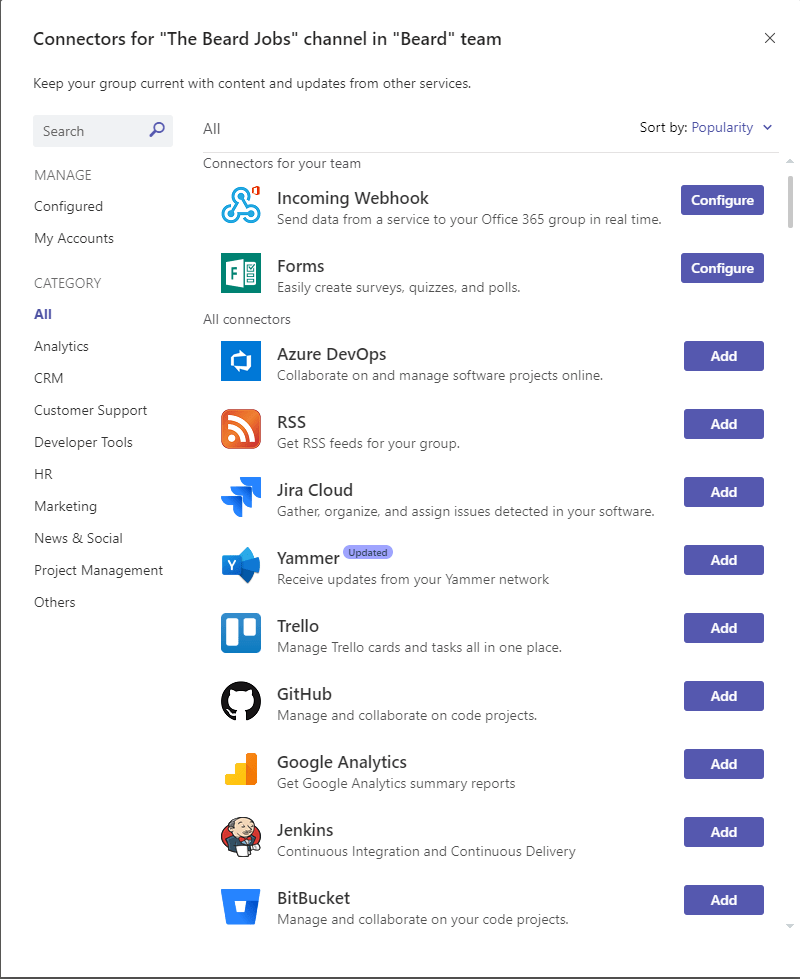 Connectors for "The Beard Jobs" channel in "Beard" team
Keep your group current with content and updates from other services.
Search
MANAGE
Configured
My Accounts
CATEGORY
All
Analytics
CRM
Customer Support
Developer Tools
HR
Marketing
News & Social
Project Management
Others
All
Sort by: Popularity
Connectors for your team
Incoming Webhook
Send data from a service to your Office 365 group in real time.
Configure
F
Forms
Easily create surveys, quizzes, and polls.
Configure
All connectors
Azure DevOps
Collaborate on and manage software projects online.
Add
RSS
Get RSS feeds for your group.
Add
Jira Cloud
Gather, organize, and assign issues detected in your software.
Add
Y
Yammer Updated
Receive updates from your Yammer network
Add
Trello
Manage Trello cards and tasks all in one place.
Add
GitHub
Manage and collaborate on code projects.
Add
Google Analytics
Get Google Analytics summary reports
Add
Jenkins
Continuous Integration and Continuous Delivery
Add
BitBucket
Manage and collaborate on your code projects.
Add